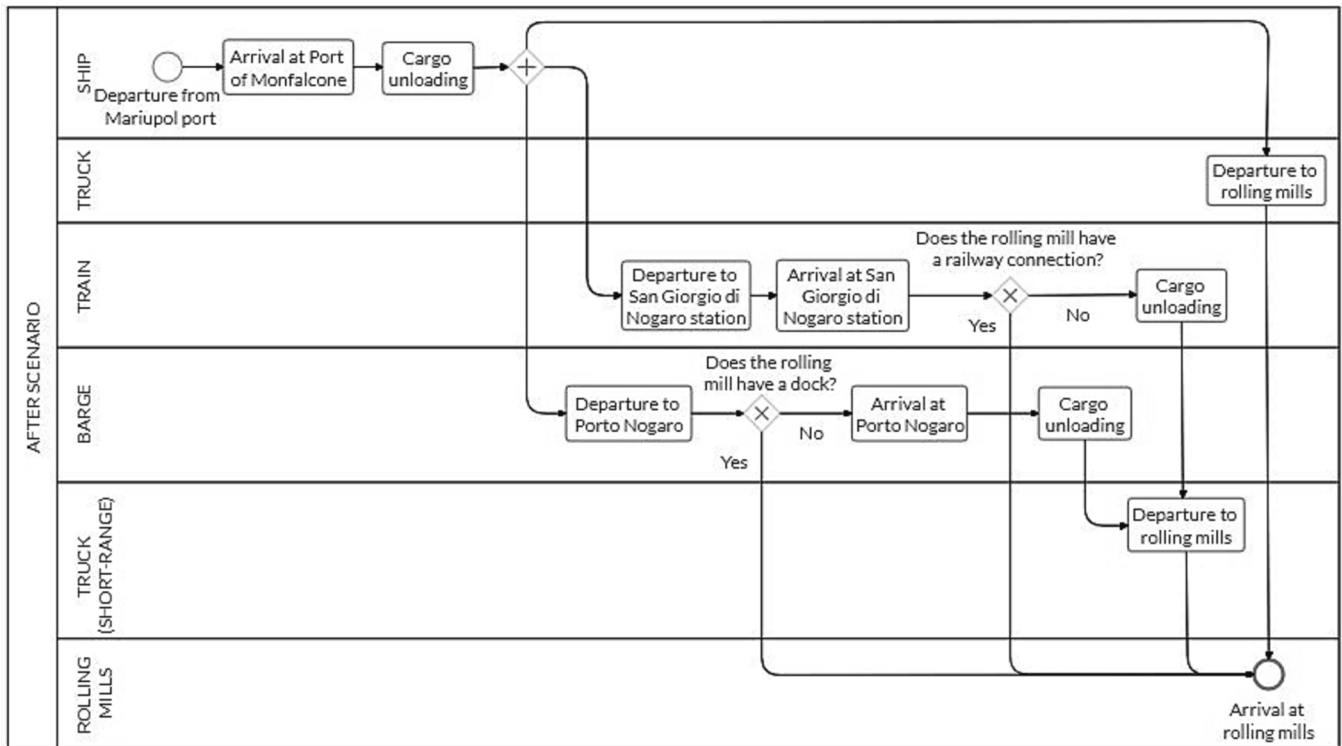 AFTER SCENARIO
SHIP
Departure from
Mariupol port
Arrival at Port
of Monfalcone
Cargo
unloading
TRUCK
Departure to
rolling mills
TRAIN
Departure to
San Giorgio di
Nogaro station
Arrival at San
Giorgio di
Nogaro station
Does the rolling mill have
a railway connection?
Yes
No
Cargo
unloading
BARGE
Departure to
Porto Nogaro
Does the rolling
mill have a dock?
Yes
No
Arrival at
Porto Nogaro
Cargo
unloading
TRUCK
(SHORT-RANGE)
Departure to
rolling mills
ROLLING
MILLS
Arrival at
rolling mills